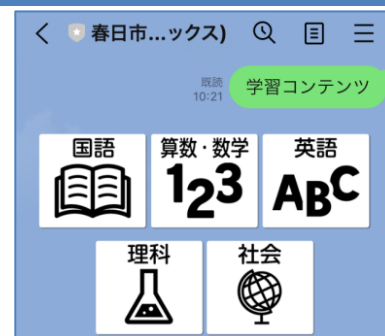 春日市...ックス)
既読
10:21
学習コンテンツ
国語
算数・数学
123
英語
ABC
理科
社会